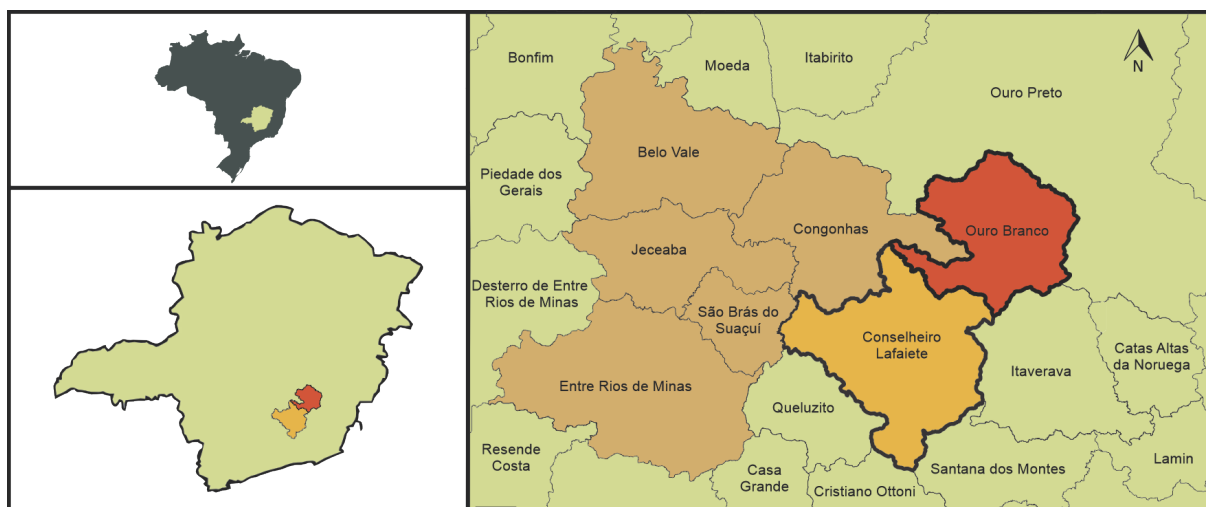 Bonfim
Moeda
Itabirito
N
Ouro Preto
Belo Vale
Piedade dos
Gerais
Congonhas
Ouro Branco
Jeceaba
Desterro de Entre
Rios de Minas
São Brás do
Suaçuí
Conselheiro
Lafaiete
Catas Altas
da Noruega
Itaverava
Entre Rios de Minas
Queluzito
Resende
Costa
Casa
Grande
Cristiano Ottoni
Santana dos Montes
Lamin